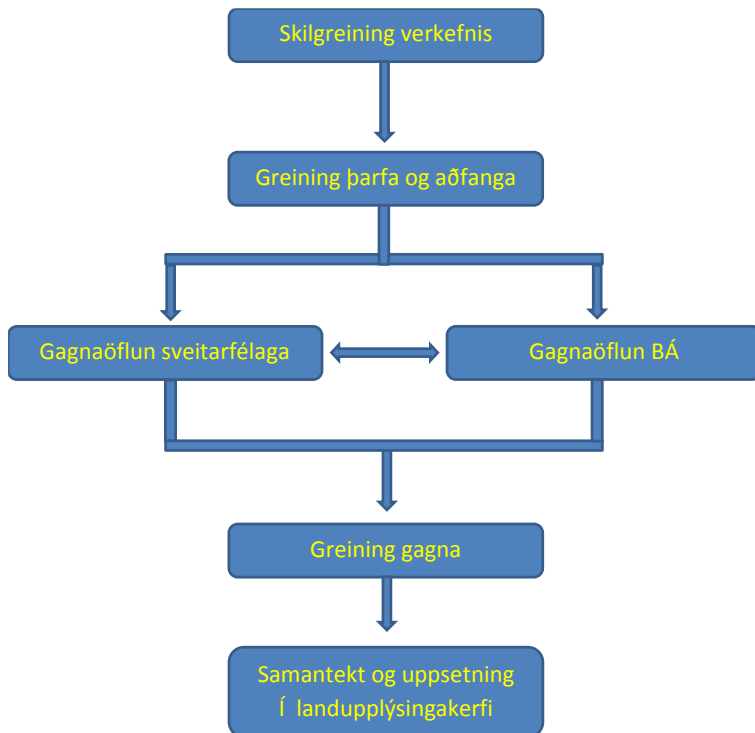 Skilgreining verkefnis
Greining þarfa og aðfanga
Gagnaöflun sveitarfélaga
Gagnaöflun BÁ
Greining gagna
Samantekt og uppsetning
Í landupplýsingakerfi